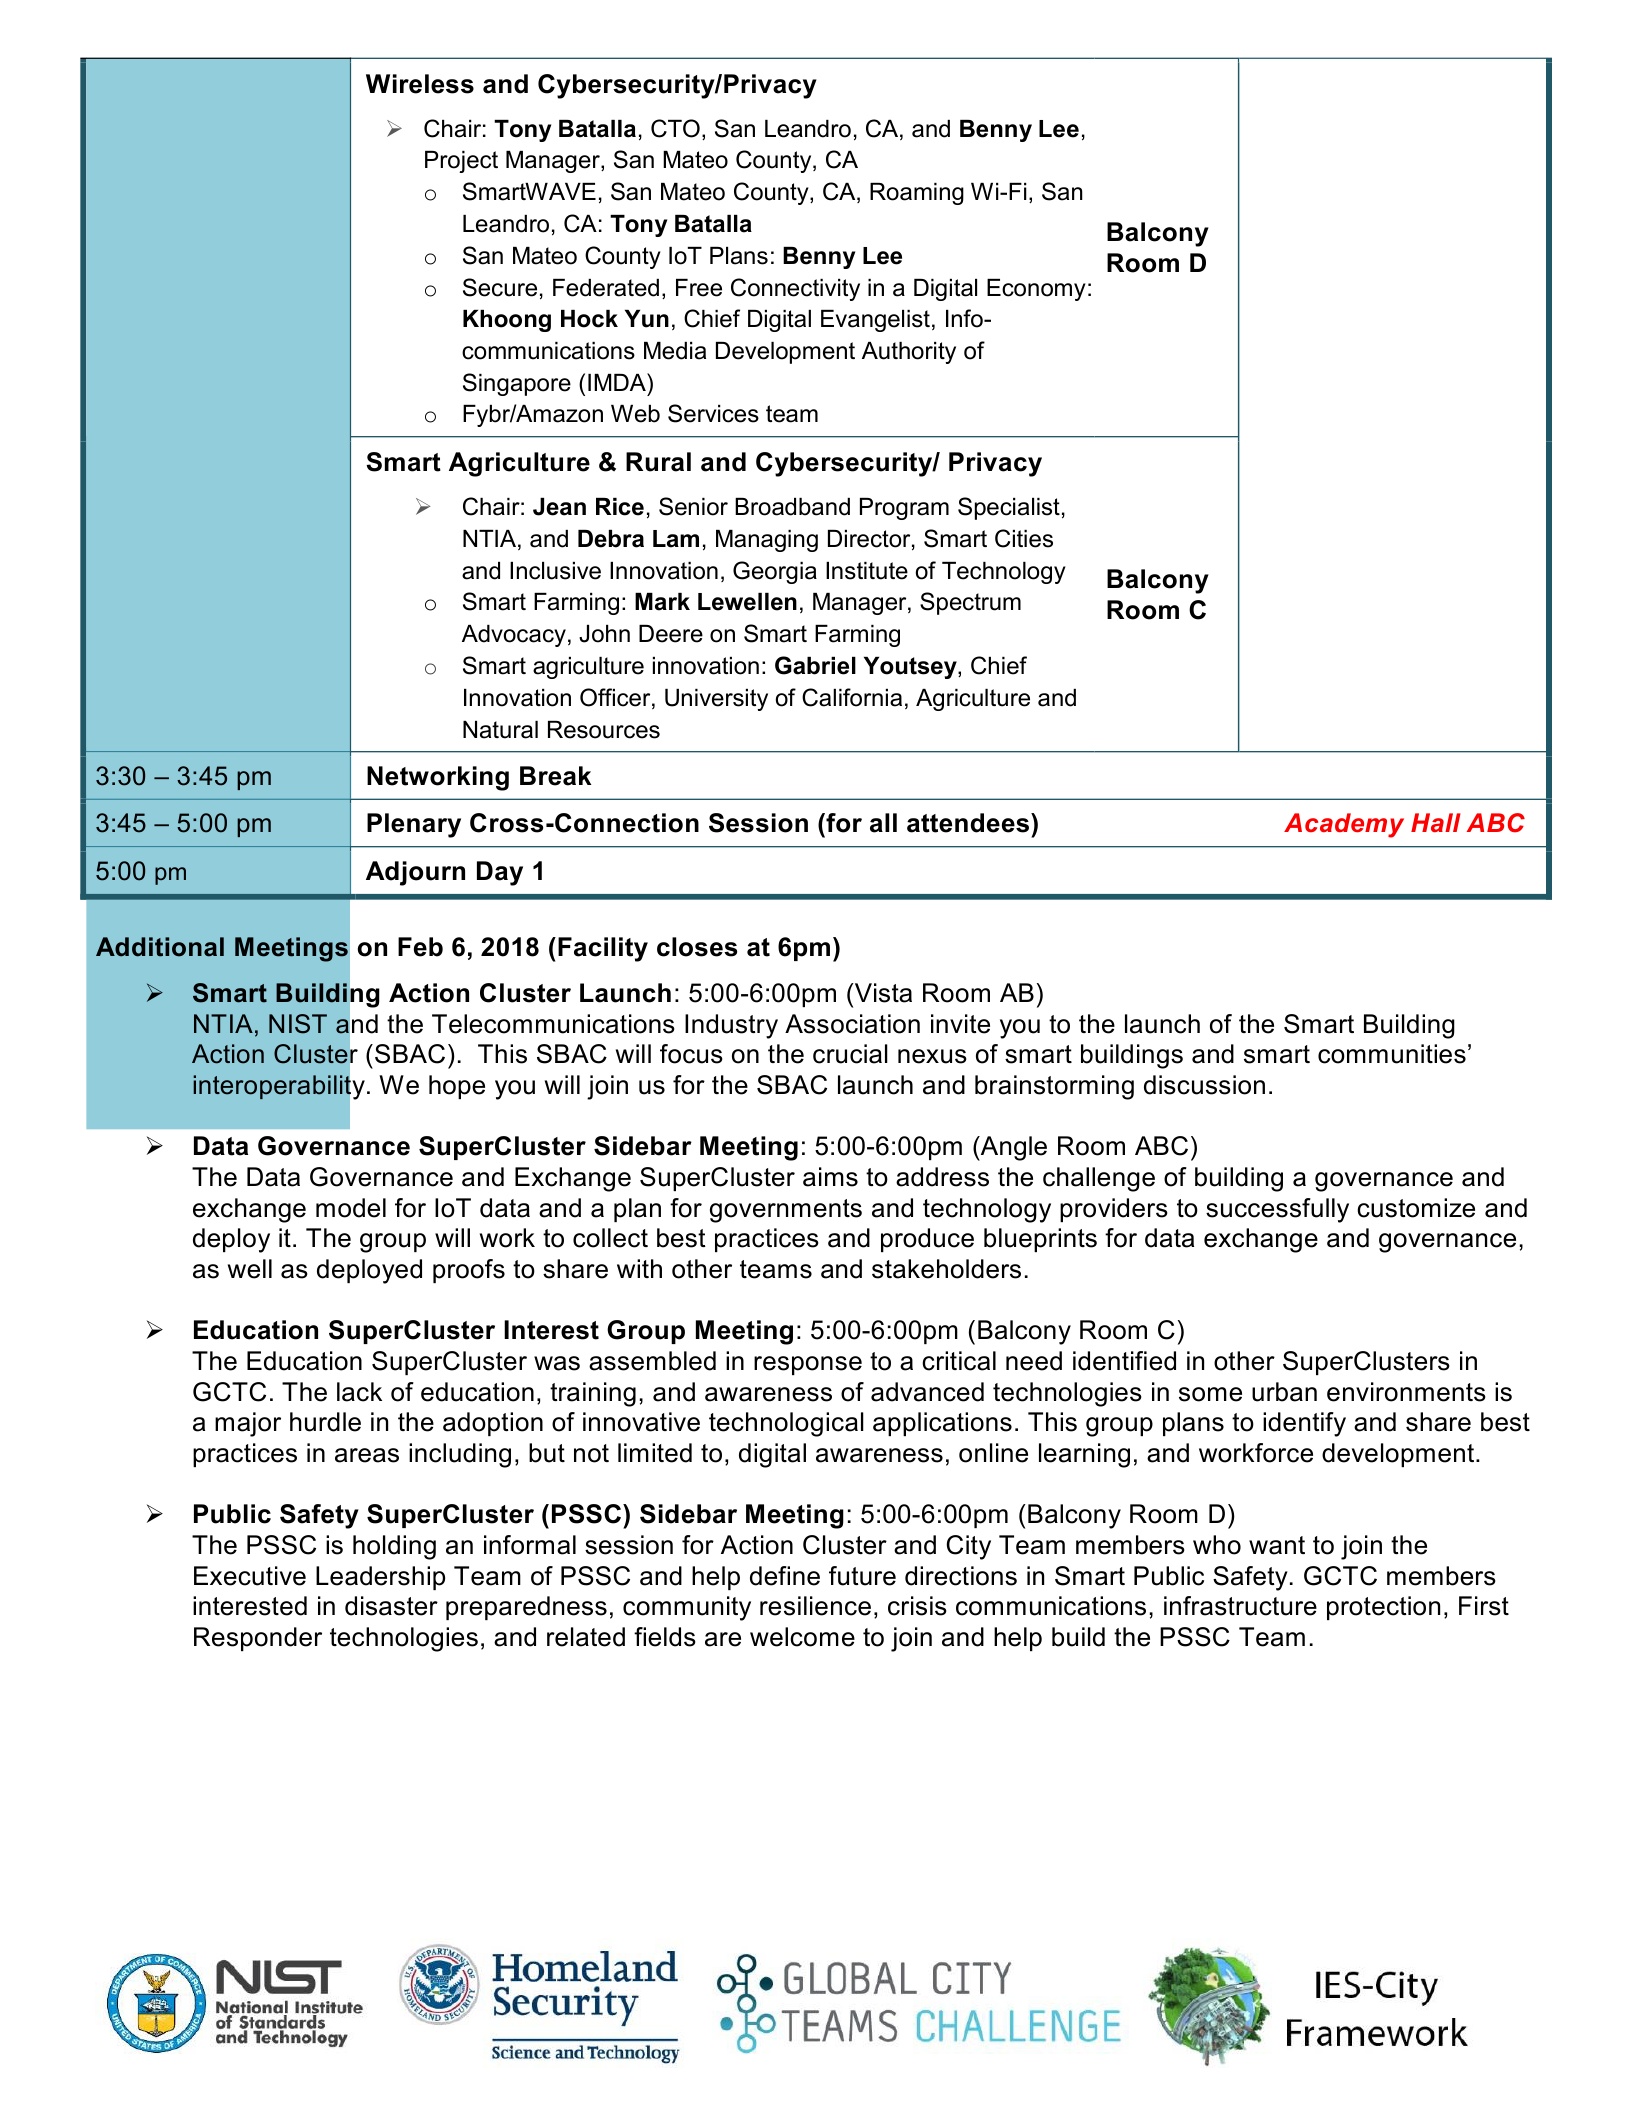 Wireless and Cybersecurity/Privacy
➢ Chair: Tony Batalla, CTO, San Leandro, CA, and Benny Lee,
Project Manager, San Mateo County, CA
o SmartWAVE, San Mateo County, CA, Roaming Wi-Fi, San
Leandro, CA: Tony Batalla
o San Mateo County IoT Plans: Benny Lee
o Secure, Federated, Free Connectivity in a Digital Economy:
Khoong Hock Yun, Chief Digital Evangelist, Info-
communications Media Development Authority of
Singapore (IMDA)
o Fybr/Amazon Web Services team
Balcony
Room D
Smart Agriculture & Rural and Cybersecurity/ Privacy
➢ Chair: Jean Rice, Senior Broadband Program Specialist,
NTIA, and Debra Lam, Managing Director, Smart Cities
and Inclusive Innovation, Georgia Institute of Technology
o Smart Farming: Mark Lewellen, Manager, Spectrum
Advocacy, John Deere on Smart Farming
o Smart agriculture innovation: Gabriel Youtsey, Chief
Innovation Officer, University of California, Agriculture and
Natural Resources
Balcony
Room C
3:30 – 3:45 pm Networking Break
3:45 – 5:00 pm Plenary Cross-Connection Session (for all attendees) Academy Hall ABC
5:00 pm Adjourn Day 1
Additional Meetings on Feb 6, 2018 (Facility closes at 6pm)
➢ Smart Building Action Cluster Launch: 5:00-6:00pm (Vista Room AB)
NTIA, NIST and the Telecommunications Industry Association invite you to the launch of the Smart Building
Action Cluster (SBAC).  This SBAC will focus on the crucial nexus of smart buildings and smart communities’
interoperability. We hope you will join us for the SBAC launch and brainstorming discussion.
➢ Data Governance SuperCluster Sidebar Meeting: 5:00-6:00pm (Angle Room ABC)
The Data Governance and Exchange SuperCluster aims to address the challenge of building a governance and
exchange model for IoT data and a plan for governments and technology providers to successfully customize and
deploy it. The group will work to collect best practices and produce blueprints for data exchange and governance,
as well as deployed proofs to share with other teams and stakeholders.
➢ Education SuperCluster Interest Group Meeting: 5:00-6:00pm (Balcony Room C)
The Education SuperCluster was assembled in response to a critical need identified in other SuperClusters in
GCTC. The lack of education, training, and awareness of advanced technologies in some urban environments is
a major hurdle in the adoption of innovative technological applications. This group plans to identify and share best
practices in areas including, but not limited to, digital awareness, online learning, and workforce development.
➢ Public Safety SuperCluster (PSSC) Sidebar Meeting: 5:00-6:00pm (Balcony Room D)
The PSSC is holding an informal session for Action Cluster and City Team members who want to join the
Executive Leadership Team of PSSC and help define future directions in Smart Public Safety. GCTC members
interested in disaster preparedness, community resilience, crisis communications, infrastructure protection, First
Responder technologies, and related fields are welcome to join and help build the PSSC Team.
DEPARTMENT OF COMMERCE
UNITED STATES OF AMERICA
NIST
National Institute
of Standards
and Technology
U.S. DEPARTMENT OF
HOMELAND SECURITY
Homeland
Security
Science and Technology
GLOBAL CITY
TEAMS CHALLENGE
IES-City
Framework